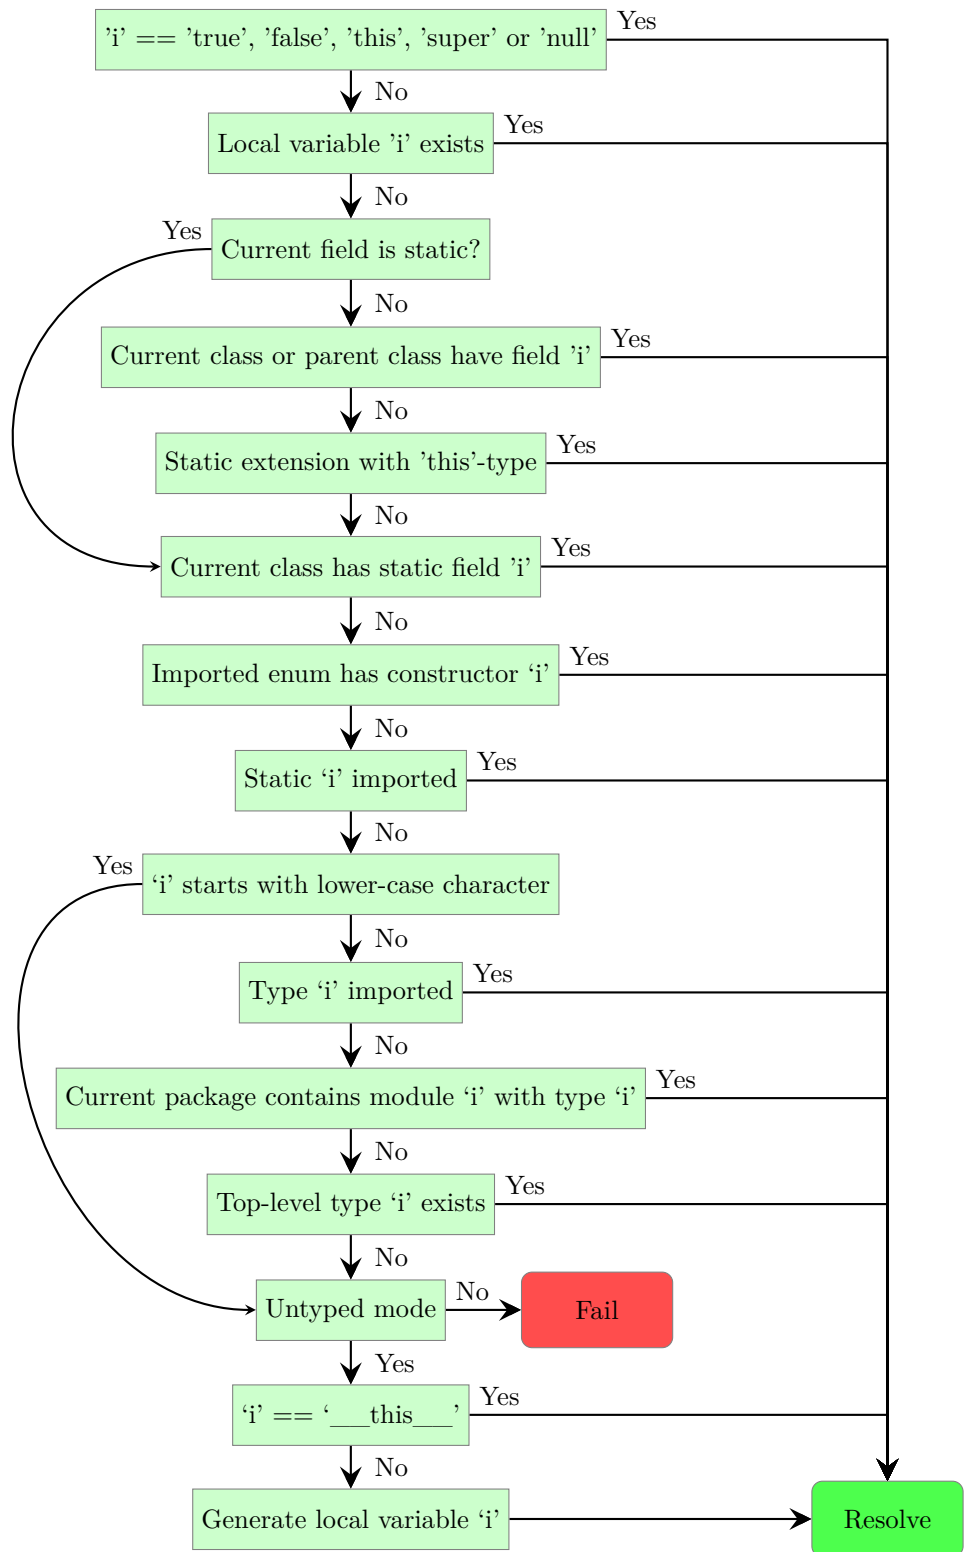 ’i’ == ’true’, ’false’, ’this’, ’super’ or ’null’
Yes
No
Local variable ’i’ exists
Yes
No
Yes
Current field is static?
No
Current class or parent class have field ’i’
Yes
No
Static extension with ’this’-type
Yes
No
Current class has static field ’i’
Yes
No
Imported enum has constructor ‘i’
Yes
No
Static ‘i’ imported
Yes
No
Yes
‘i’ starts with lower-case character
No
Type ‘i’ imported
Yes
No
Current package contains module ‘i’ with type ‘i’
Yes
No
Top-level type ‘i’ exists
Yes
No
Untyped mode
No
Fail
Yes
‘i’ == ‘__this__’
Yes
No
Generate local variable ‘i’
Resolve